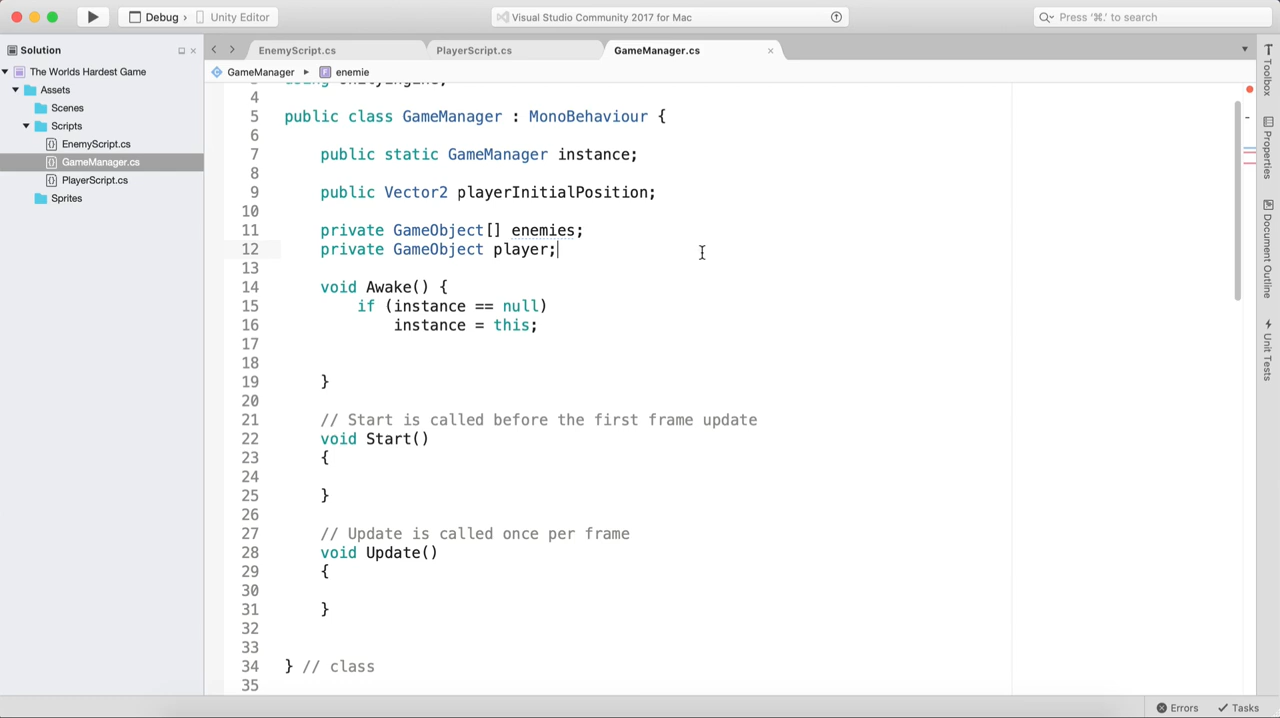 Debug › Unity Editor
Visual Studio Community 2017 for Mac
Press '⌘.' to search
Solution
The Worlds Hardest Game
Assets
Scenes
Scripts
EnemyScript.cs
GameManager.cs
PlayerScript.cs
Sprites
EnemyScript.cs PlayerScript.cs GameManager.cs
GameManager enemie
4
5 public class GameManager : MonoBehaviour {
6
7 public static GameManager instance;
8
9 public Vector2 playerInitialPosition;
10
11 private GameObject[] enemies;
12 private GameObject player;
13
14 void Awake() {
15 if (instance == null)
16 instance = this;
17
18
19 }
20
21 // Start is called before the first frame update
22 void Start()
23 {
24
25 }
26
27 // Update is called once per frame
28 void Update()
29 {
30
31 }
32
33
34 } // class
35
Toolbox
Properties
Document Outline
Unit Tests
Errors Tasks